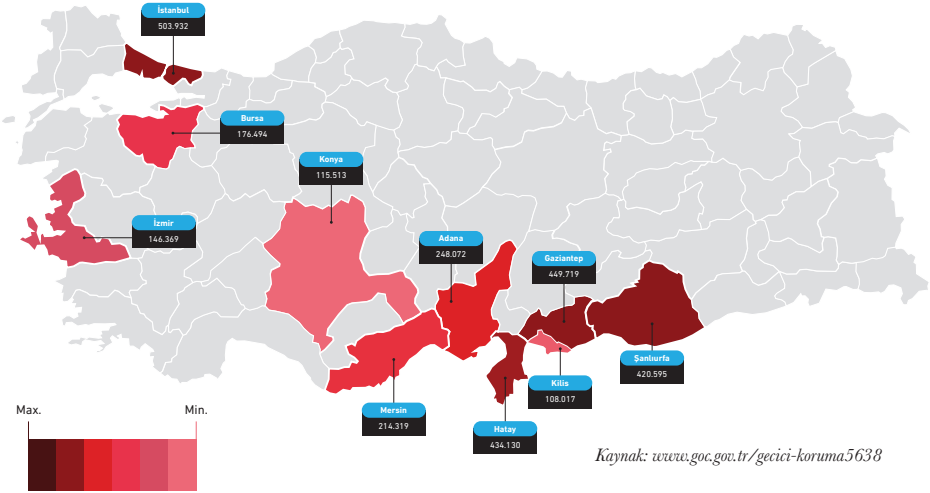 İstanbul
503.932
Bursa
176.494
Konya
115.513
İzmir
146.369
Adana
248.072
Gaziantep
449.719
Şanlıurfa
420.595
Kilis
108.017
Mersin
214.319
Hatay
434.130
Max.
Min.
Kaynak: www.goc.gov.tr/gecici-koruma5638